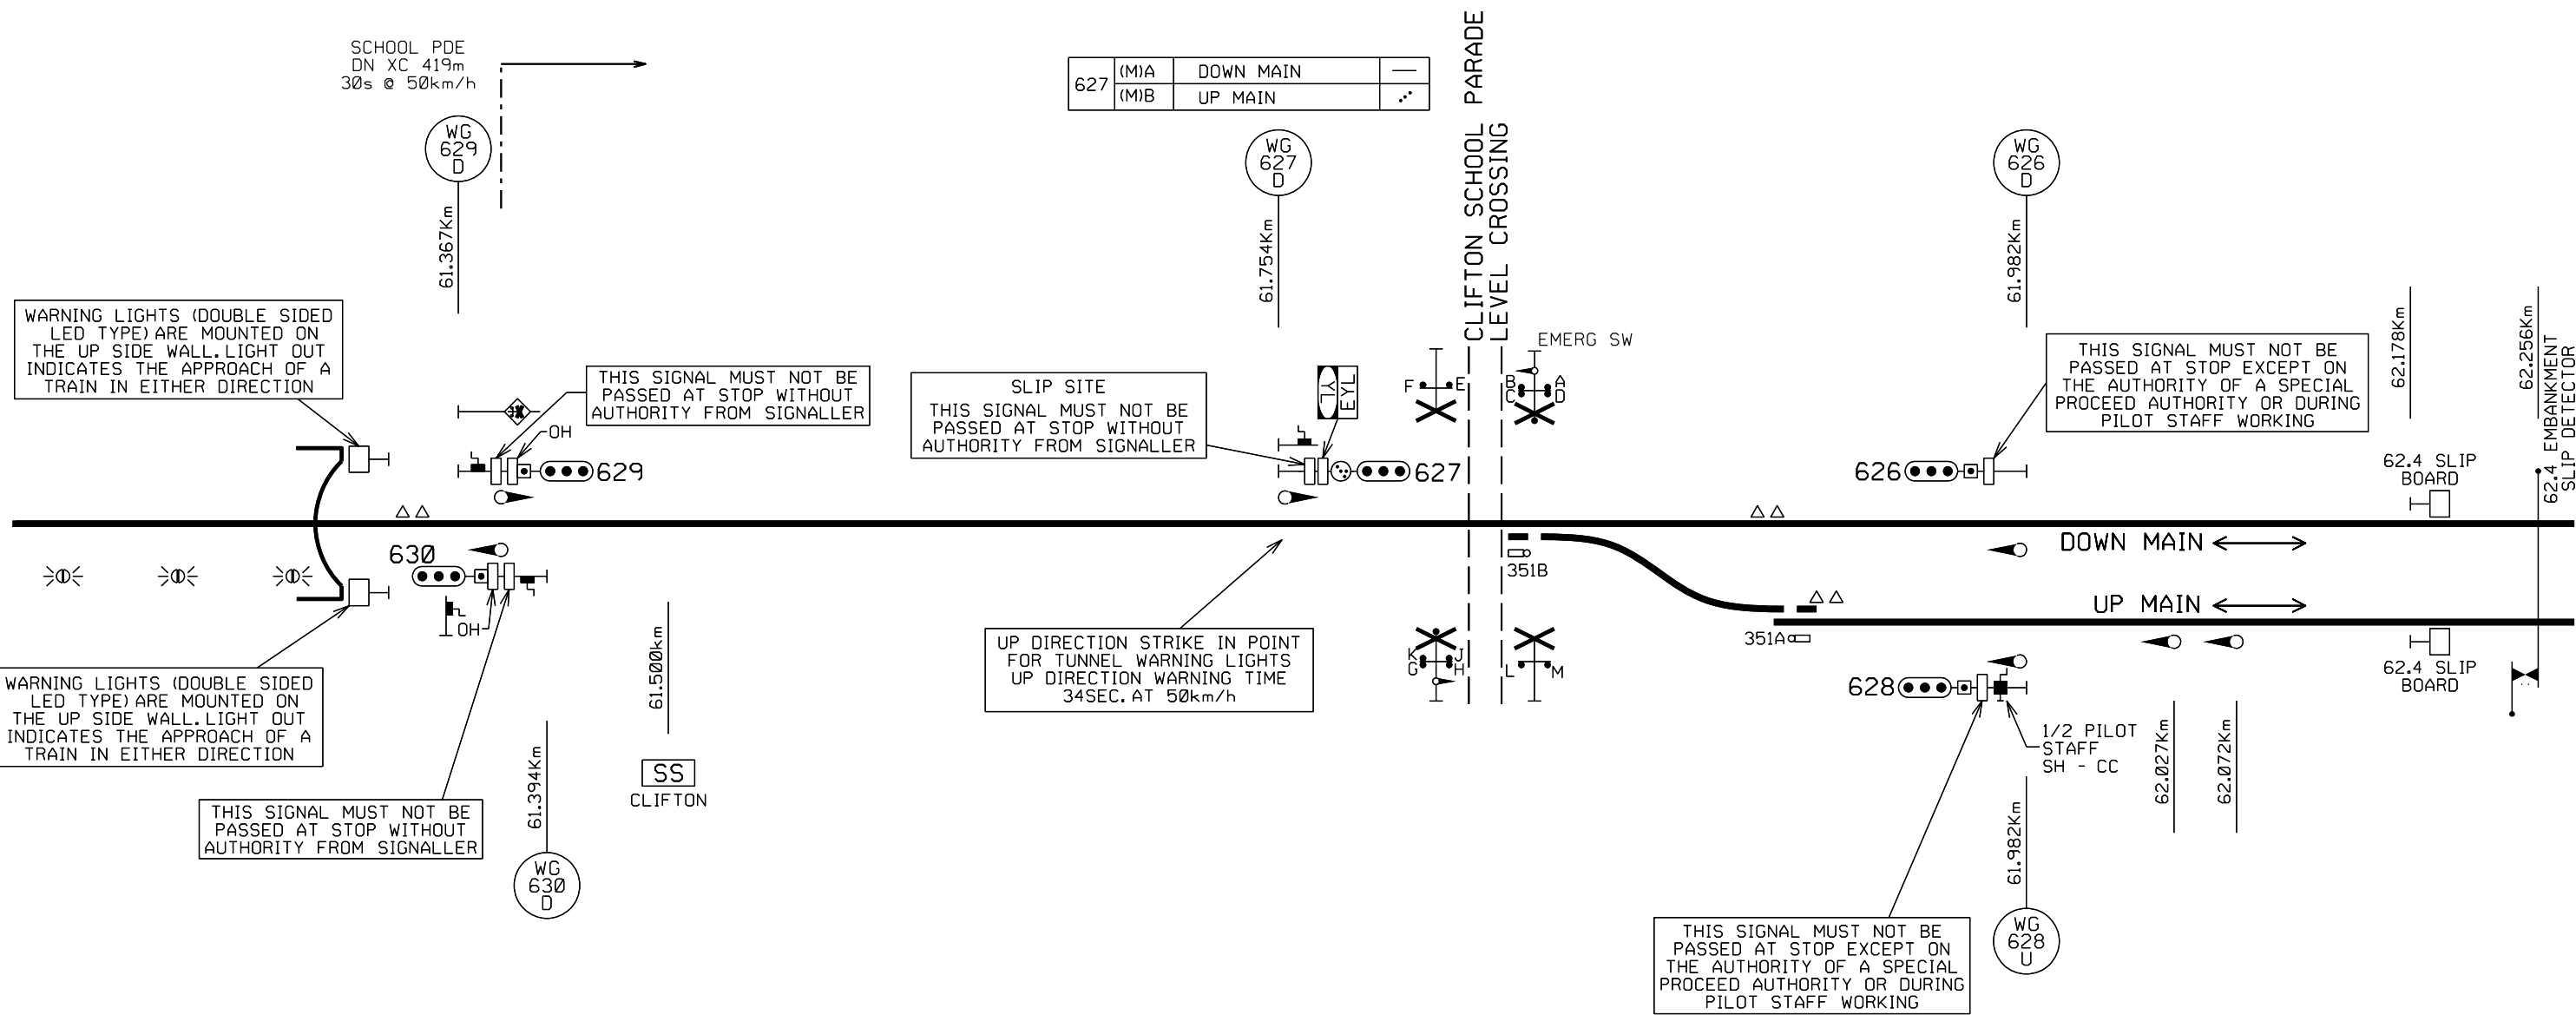 SCHOOL PDE
DN XC 419m
30s @ 50km/h
WG
629
D
61.367Km
627
(M)A DOWN MAIN
(M)B UP MAIN
WG
627
D
61.754Km
CLIFTON SCHOOL PARADE
LEVEL CROSSING
WG
626
D
61.982Km
62.178Km
62.256Km
62.4 EMBANKMENT
SLIP DETECTOR
WARNING LIGHTS (DOUBLE SIDED
LED TYPE) ARE MOUNTED ON
THE UP SIDE WALL. LIGHT OUT
INDICATES THE APPROACH OF A
TRAIN IN EITHER DIRECTION
THIS SIGNAL MUST NOT BE
PASSED AT STOP WITHOUT
AUTHORITY FROM SIGNALLER
OH
629
SLIP SITE
THIS SIGNAL MUST NOT BE
PASSED AT STOP WITHOUT
AUTHORITY FROM SIGNALLER
YL
EYL
627
EMERG SW
F E
B A
C D
THIS SIGNAL MUST NOT BE
PASSED AT STOP EXCEPT ON
THE AUTHORITY OF A SPECIAL
PROCEED AUTHORITY OR DURING
PILOT STAFF WORKING
626
62.4 SLIP
BOARD
630
OH
351B
DOWN MAIN
UP MAIN
351A
WARNING LIGHTS (DOUBLE SIDED
LED TYPE) ARE MOUNTED ON
THE UP SIDE WALL. LIGHT OUT
INDICATES THE APPROACH OF A
TRAIN IN EITHER DIRECTION
61.500km
UP DIRECTION STRIKE IN POINT
FOR TUNNEL WARNING LIGHTS
UP DIRECTION WARNING TIME
34SEC. AT 50km/h
K J
G H
L M
628
62.4 SLIP
BOARD
1/2 PILOT
STAFF
SH - CC
62.027Km
62.072Km
61.394Km
SS
CLIFTON
THIS SIGNAL MUST NOT BE
PASSED AT STOP WITHOUT
AUTHORITY FROM SIGNALLER
WG
630
D
61.982Km
WG
628
U
THIS SIGNAL MUST NOT BE
PASSED AT STOP EXCEPT ON
THE AUTHORITY OF A SPECIAL
PROCEED AUTHORITY OR DURING
PILOT STAFF WORKING